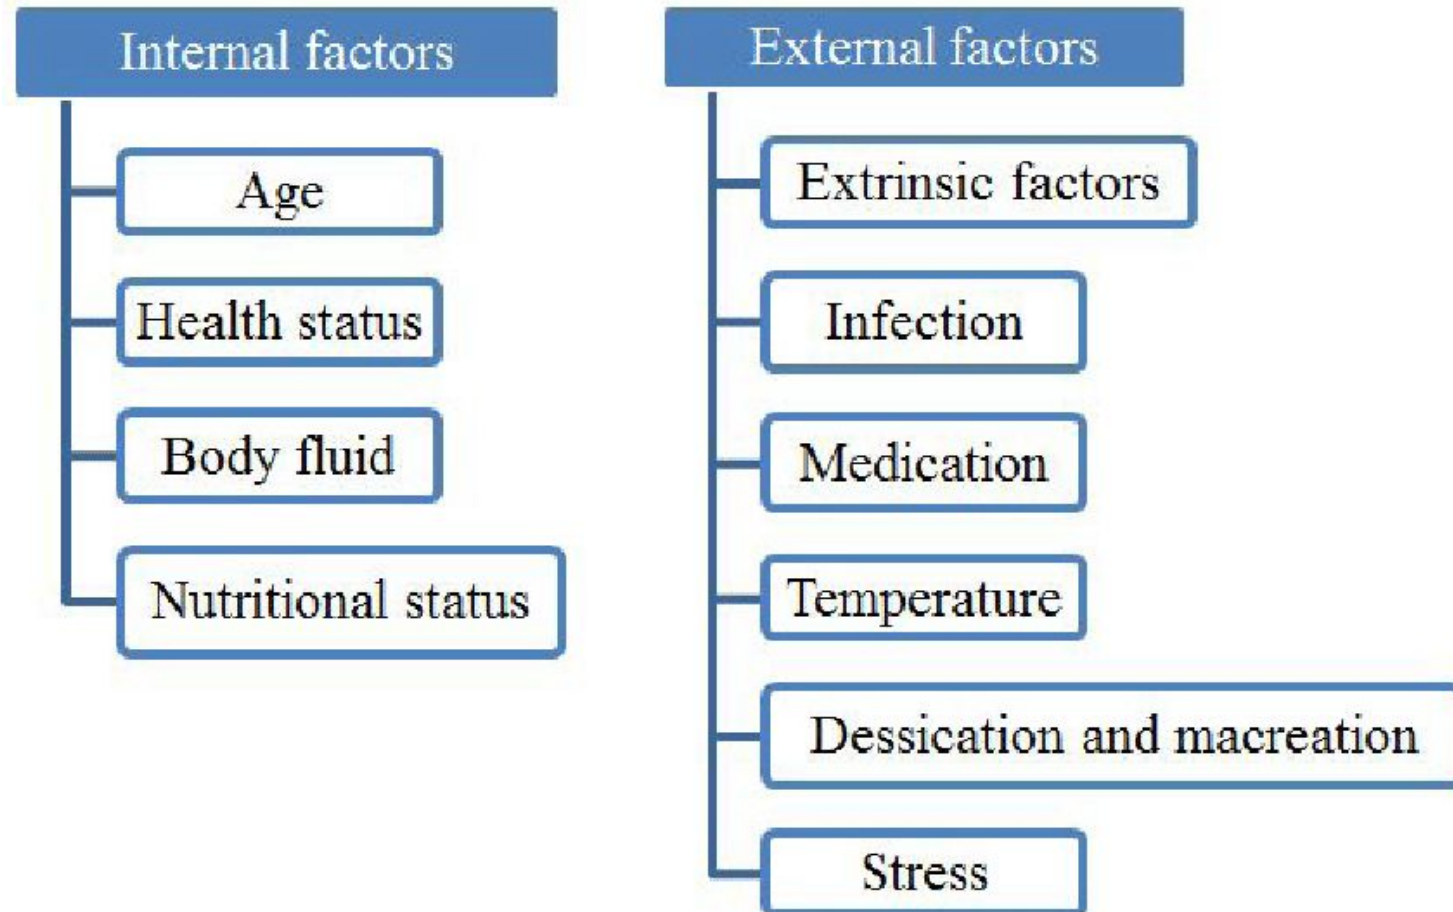 Internal factors
Age
Health status
Body fluid
Nutritional status
External factors
Extrinsic factors
Infection
Medication
Temperature
Dessication and macreation
Stress